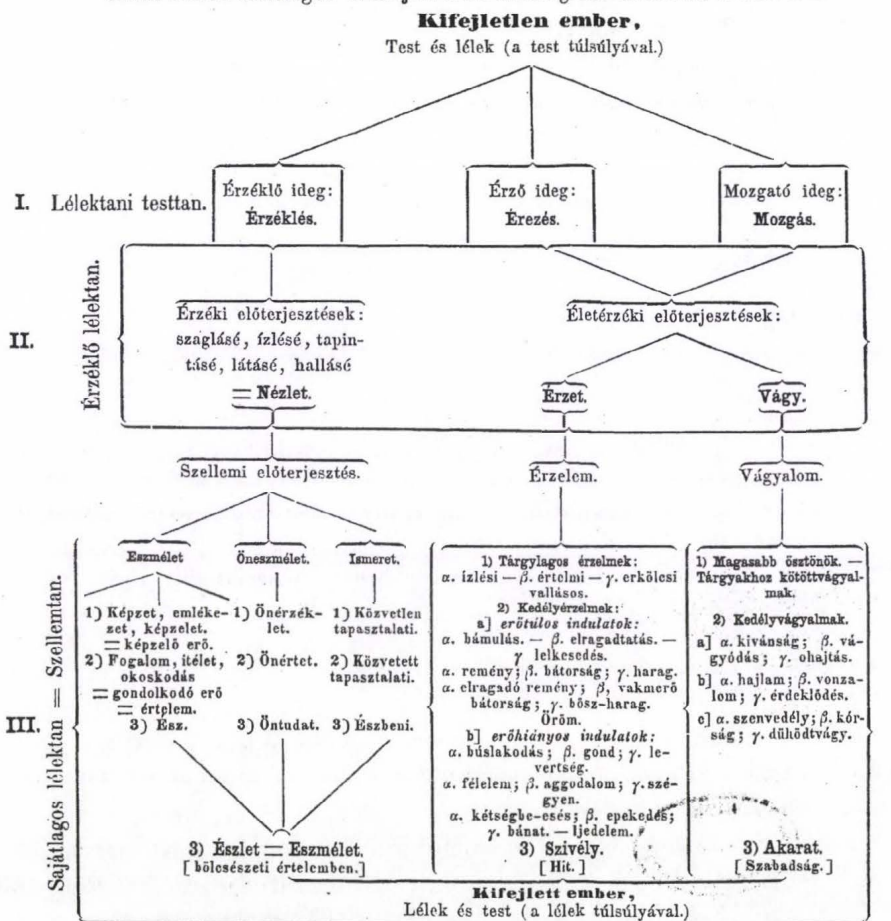 Kifejletlen ember,
Test és lélek (a test túlsúlyával.)
I. Lélektani testtan.
Érzéklő ideg:
Érzéklés.
Érző ideg:
Érezés.
Mozgató ideg:
Mozgás.
II.
Érzéklő lélektan.
Érzéki előterjesztések:
szaglásé, ízlésé, tapin-
tásé, látásé, hallásé
= Nézlet.
Életérzéki előterjesztések:
Érzet.
Vágy.
Szellemi előterjesztés.
Érzelem.
Vágyalom.
III.
Sajátlagos lélektan = Szellemtan.
Eszmélet
1) Képzet, emléke-
zet, képzelet.
= képzelő erő.
2) Fogalom, itélet,
okoskodás
= gondolkodó erő
= értplem.
3) Ész.
Öneszmélet.
1) Önérzék-
let.
2) Önértet.
3) Öntudat.
Ismeret.
1) Közvetlen
tapasztalati.
2) Közvetett
tapasztalati.
3) Észbeni.
3) Észlet = Eszmélet.
[bölcsészeti értelemben.]
1) Tárgylagos érzelmek:
α. ízlési — β. értelmi — γ. erkölcsi
vallásos.
2) Kedélyérzelmek:
a] erőtúlos indulatok:
α. bámulás. — β. elragadtatás. —
γ lelkesedés.
α. remény; β. bátorság; γ. harag.
α. elragadó remény; β, vakmerő
bátorság; γ. bősz-harag.
Öröm.
b] erőhiányos indulatok:
α. búslakodás; β. gond; γ. le-
vertség.
α. félelem; β. aggodalom; γ. szé-
gyen.
α. kétségbe-esés; β. epekedés;
γ. bánat. — Ijedelem.
3) Szivély.
[Hit.]
1) Magasabb ösztönök. —
Tárgyakhoz kötöttvágyal-
mak.
2) Kedélyvágyalmak.
a] α. kivánság; β. vá-
gyódás; γ. ohajtás.
b] α. hajlam; β. vonza-
lom; γ. érdeklődés.
c] α. szenvedély; β. kór-
ság; γ. dühödtvágy.
3) Akarat.
[Szabadság.]
Kifejlett ember,
Lélek és test (a lélek túlsúlyával)